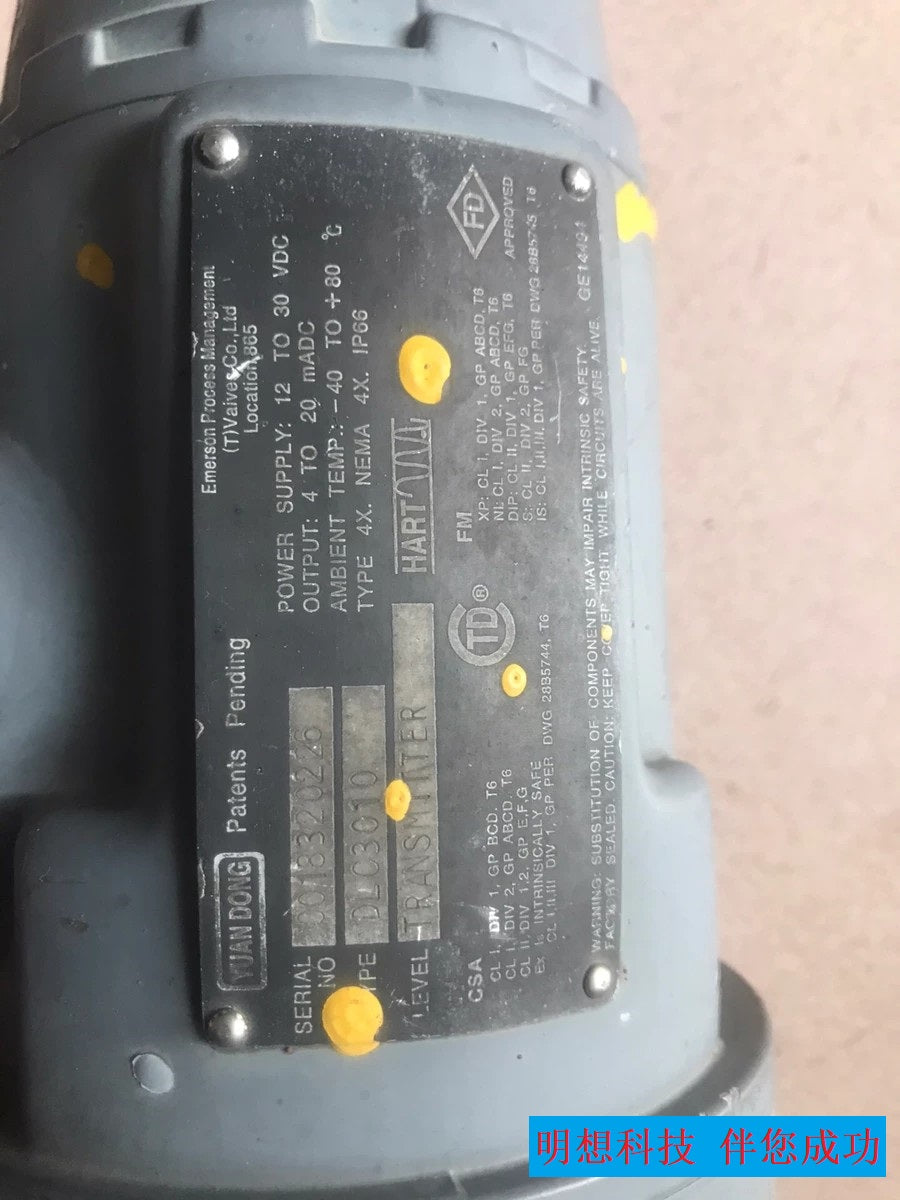 YUAN DONG Patents Pending
Emerson Process Management
(T)Valves Co., Ltd
Location,865
SERIAL NO
TYPE DLC3010
LEVEL TRANSMITTER
POWER SUPPLY: 12 TO 30 VDC
OUTPUT: 4 TO 20 mADC
AMBIENT TEMP.:-40 TO +80 ℃
TYPE 4X. NEMA 4X. IP66
HART
CSA
CL I, DIV 1, GP BCD, T6
CL I, DIV 2, GP ABCD, T6
CL II, DIV 1,2, GP E,F,G
Ex is INTRINSICALLY SAFE
CL I,II,III DIV 1, GP PER DWG 28B5744, T6
TD ®
FM
XP: CL 1, DIV 1, GP ABCD, T6
NI: CL I, DIV 2, GP ABCD, T6
DIP: CL II, DIV 1, GP EFG, T6
S: CL II, DIV 2, GP FG
IS: CL I,II,III, DIV 1, GP PER DWG 28B5745 T6
FD
APPROVED
WARNING: SUBSTITUTION OF COMPONENTS MAY IMPAIR INTRINSIC SAFETY.
FACTORY SEALED. CAUTION: KEEP COVER TIGHT WHILE CIRCUITS ARE ALIVE.
明想科技 伴您成功